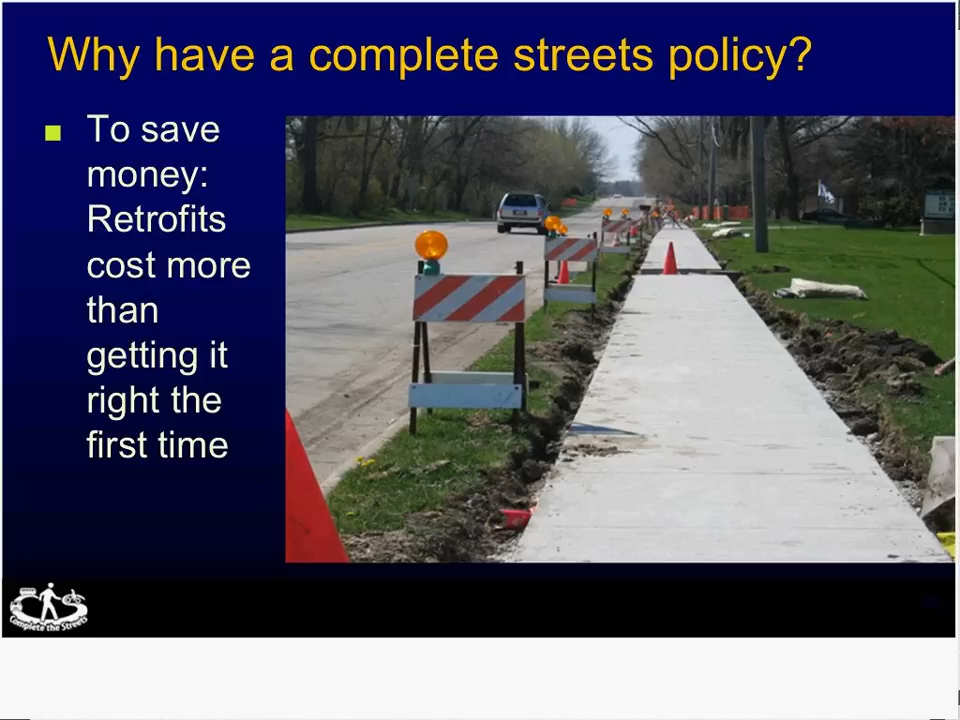 Why have a complete streets policy?
To save
money:
Retrofits
cost more
than
getting it
right the
first time
Complete the Streets